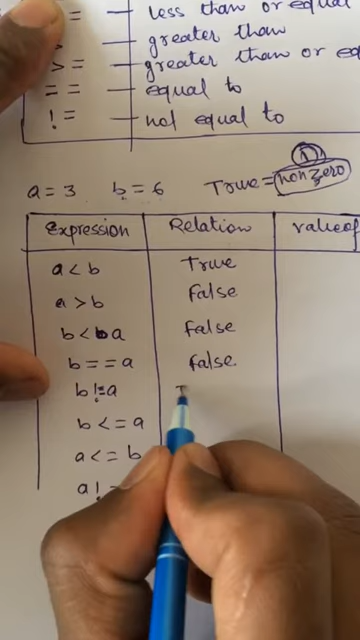 = — less than or equal
— greater than
>= — greater than or eq
== — equal to
!= — not equal to
a = 3 b = 6 True = non zero
1
Expression Relation value of
a < b True
a > b False
b < a False
b == a False
b != a T
b <= a
a <= b
a ! =